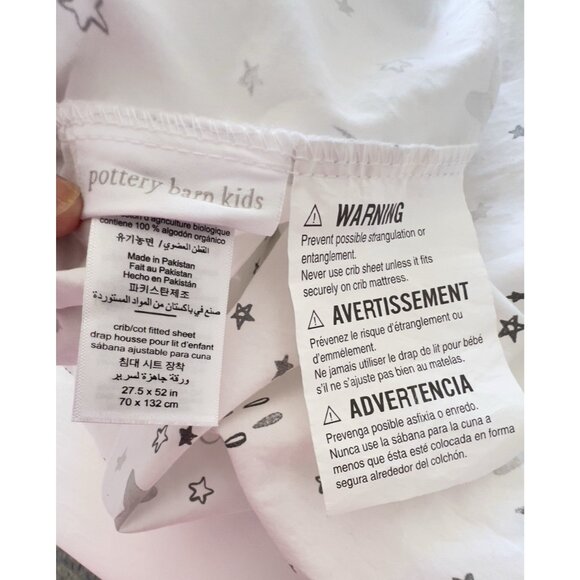 pottery barn kids
coton d'agriculture biologique
contiene 100 % algodón orgánico
유기농면 / القطن العضوي
Made in Pakistan
Fait au Pakistan
Hecho en Pakistán
파키스탄제조
صنع في باكستان من المواد المستوردة
crib/cot fitted sheet
drap housse pour lit d'enfant
sábana ajustable para cuna
침대 시트 장착
ورقة جاهزة لسرير
27.5 x 52 in
70 x 132 cm
WARNING
Prevent possible strangulation or
entanglement.
Never use crib sheet unless it fits
securely on crib mattress.
AVERTISSEMENT
Prévenez le risque d'étranglement ou
d'emmêlement.
Ne jamais utiliser le drap de lit pour bébé
s'il ne s'ajuste pas bien au matelas.
ADVERTENCIA
Prevenga posible asfixia o enredo.
Nunca use la sábana para la cuna a
menos que ésta esté colocada en forma
segura alrededor del colchón.